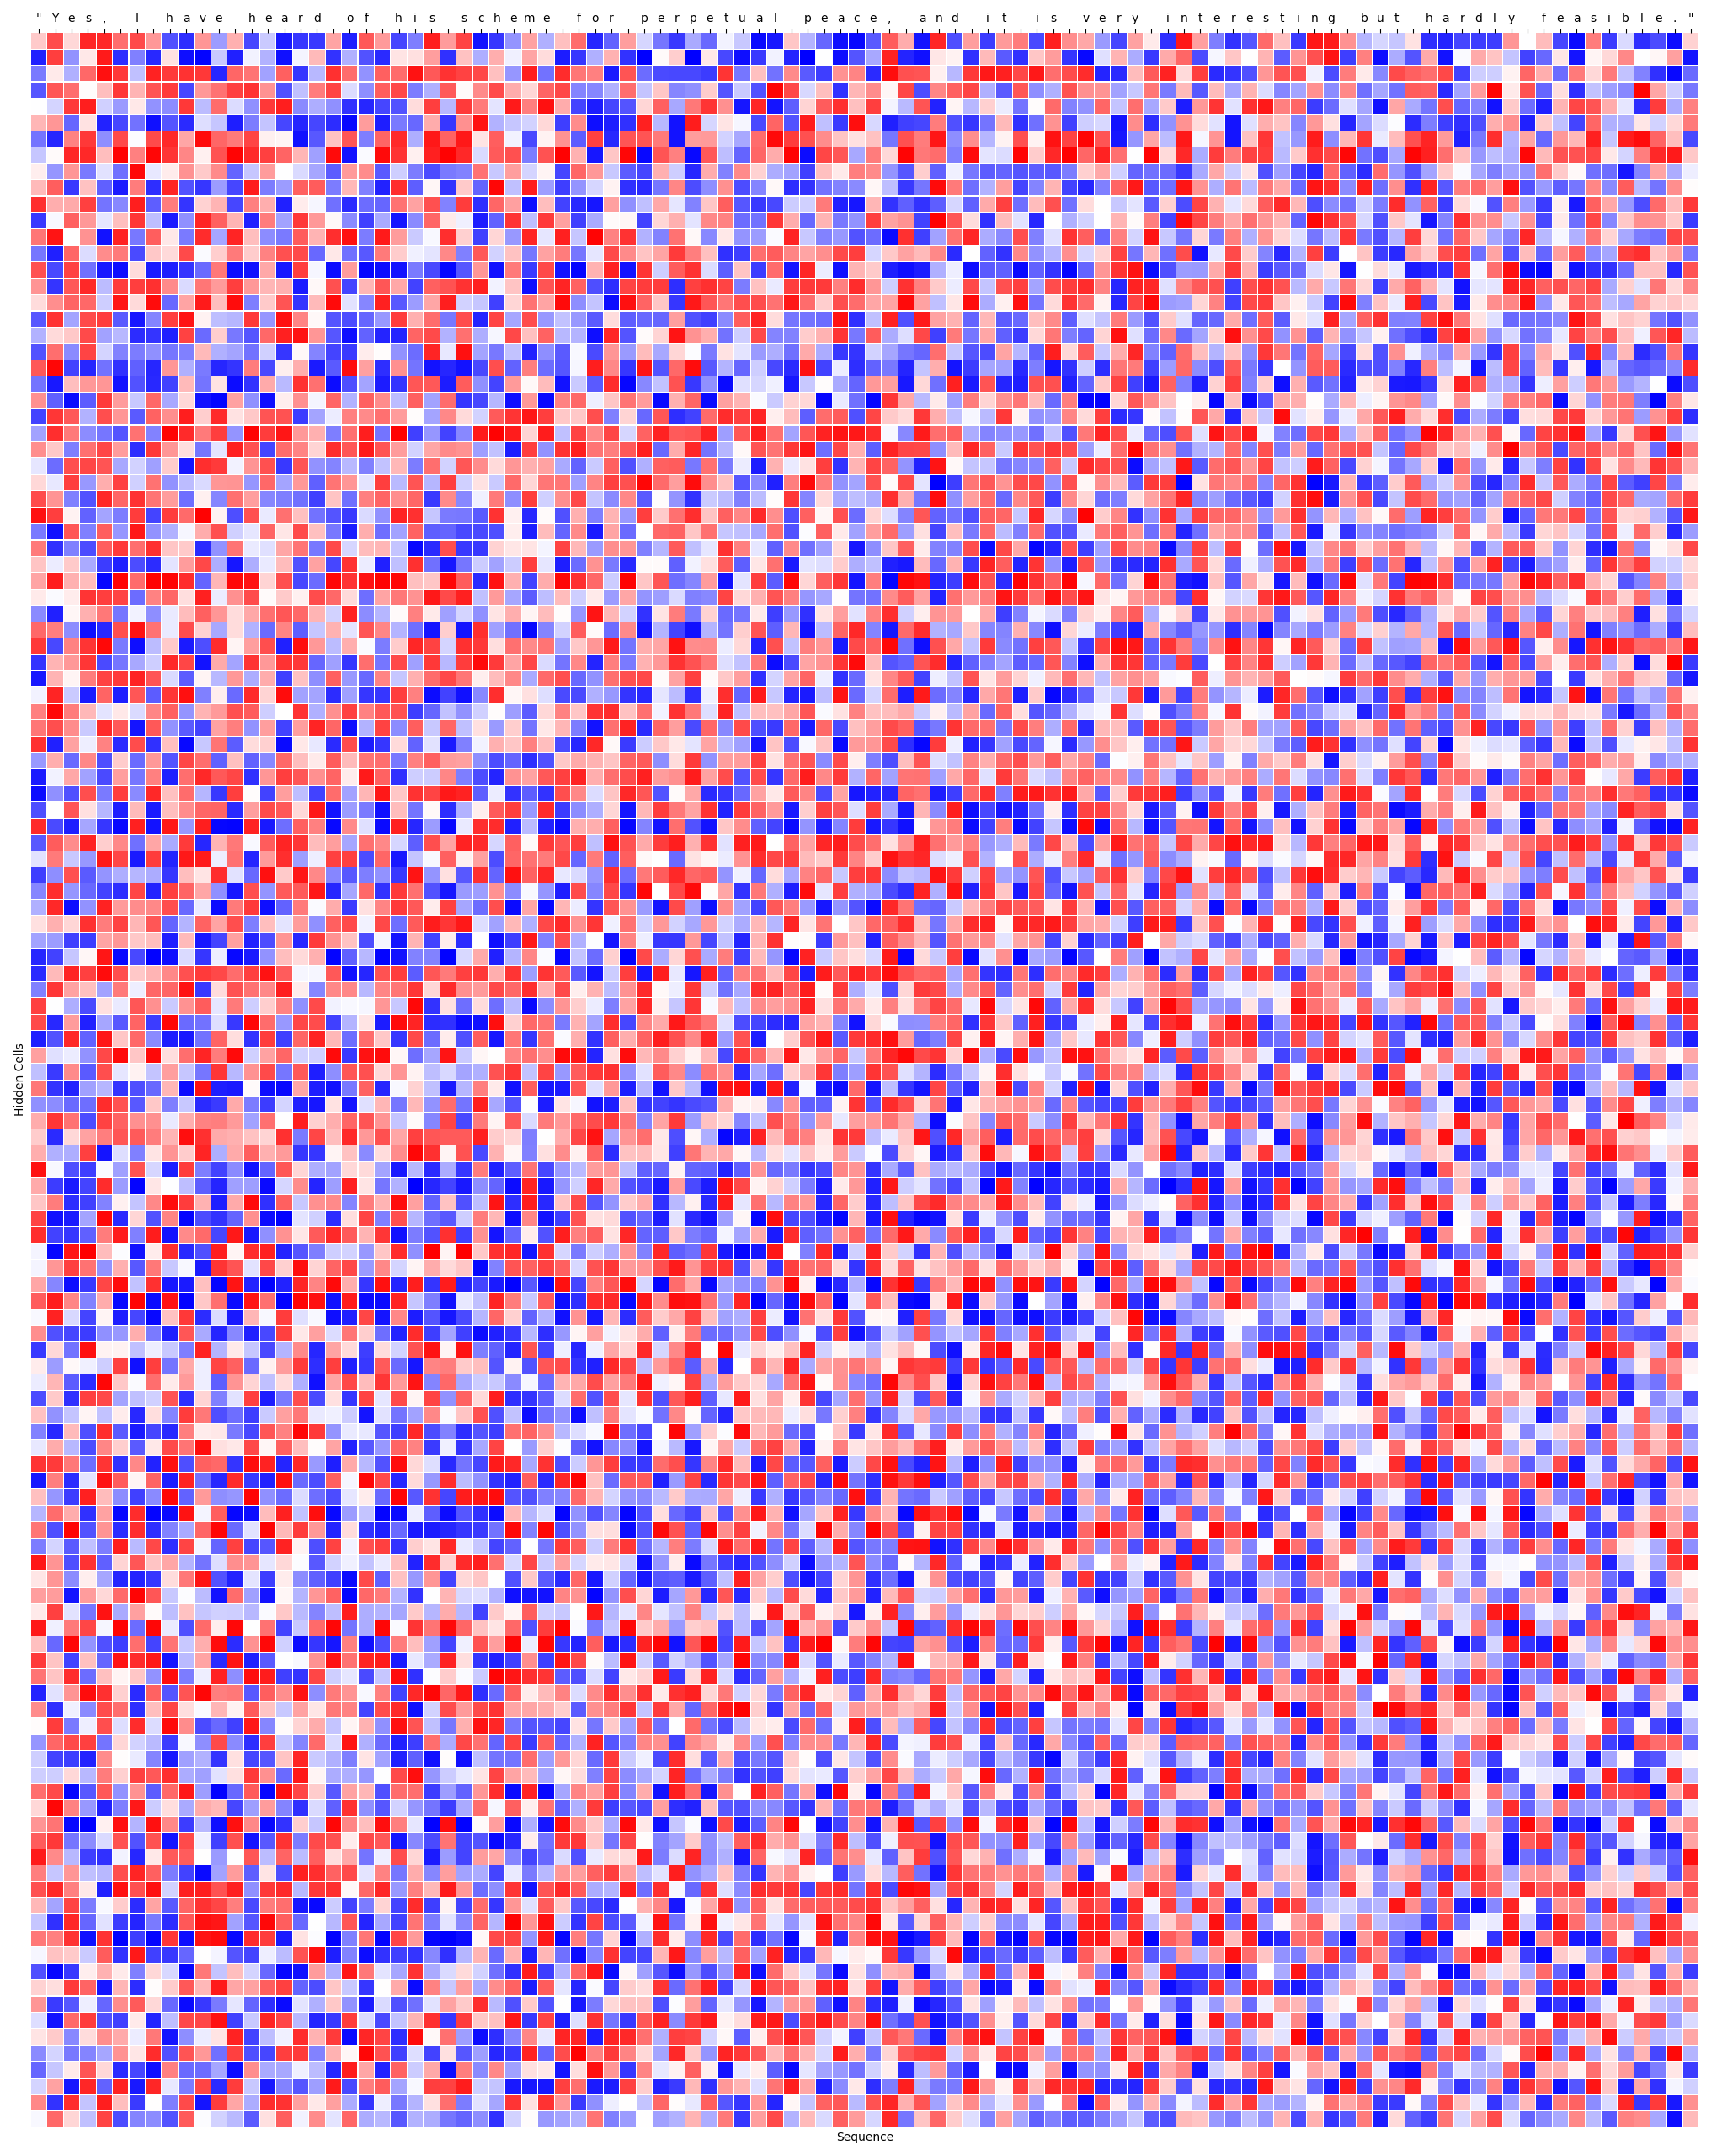 "Yes, I have heard of his scheme for perpetual peace, and it is very interesting but hardly feasible."
Hidden Cells
Sequence